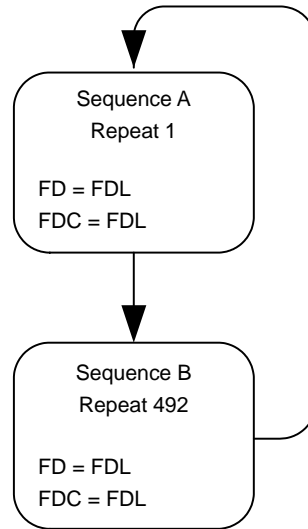 Sequence A
Repeat 1
FD = FDL
FDC = FDL
Sequence B
Repeat 492
FD = FDL
FDC = FDL